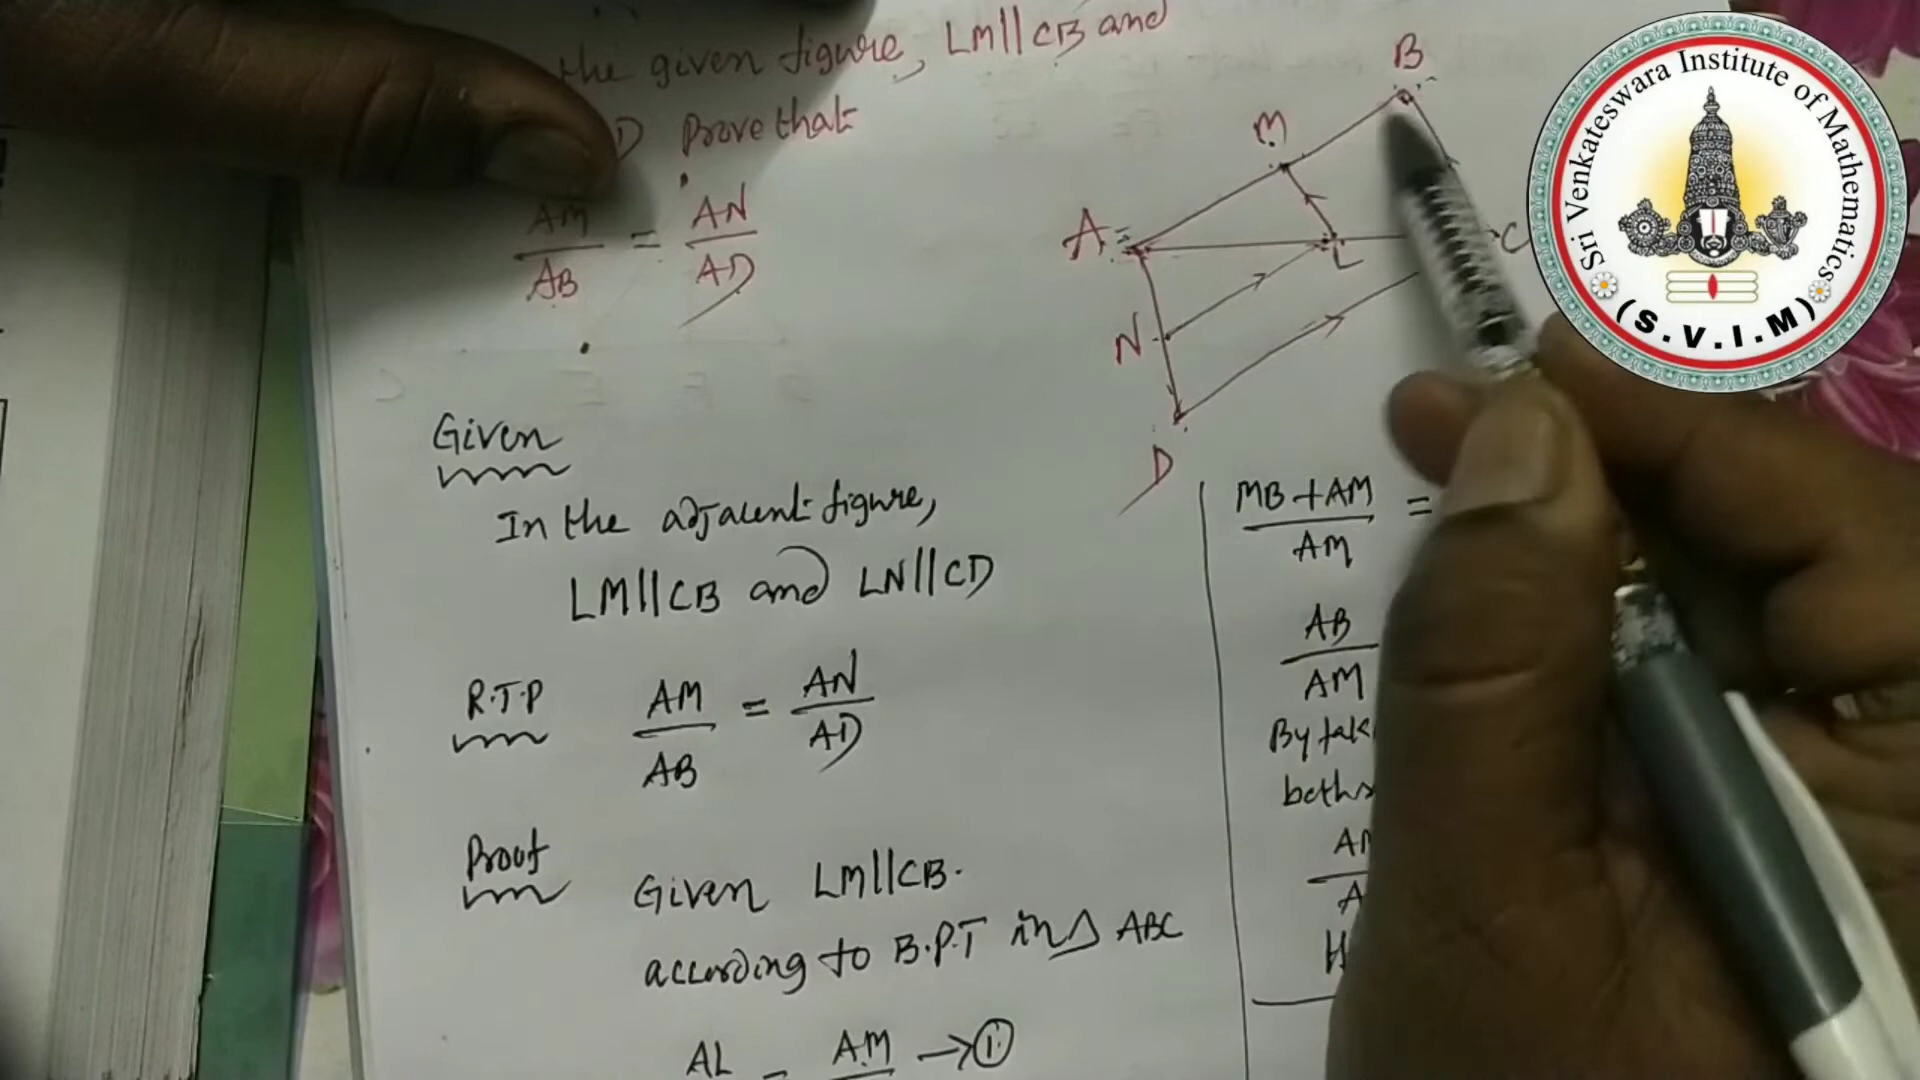 the given figure, LM||CB and
D Prove that
AM/AB = AN/AD
B
M
A
L
C
N
D
Given
In the adjacent figure,
LM||CB and LN||CD
R.T.P AM/AB = AN/AD
Proof Given LM||CB.
according to B.P.T in △ ABC
AL = AM → ①
MB+AM/AM =
AB/AM
By tak
boths
Sri Venkateswara Institute of Mathematics
(S.V.I.M)